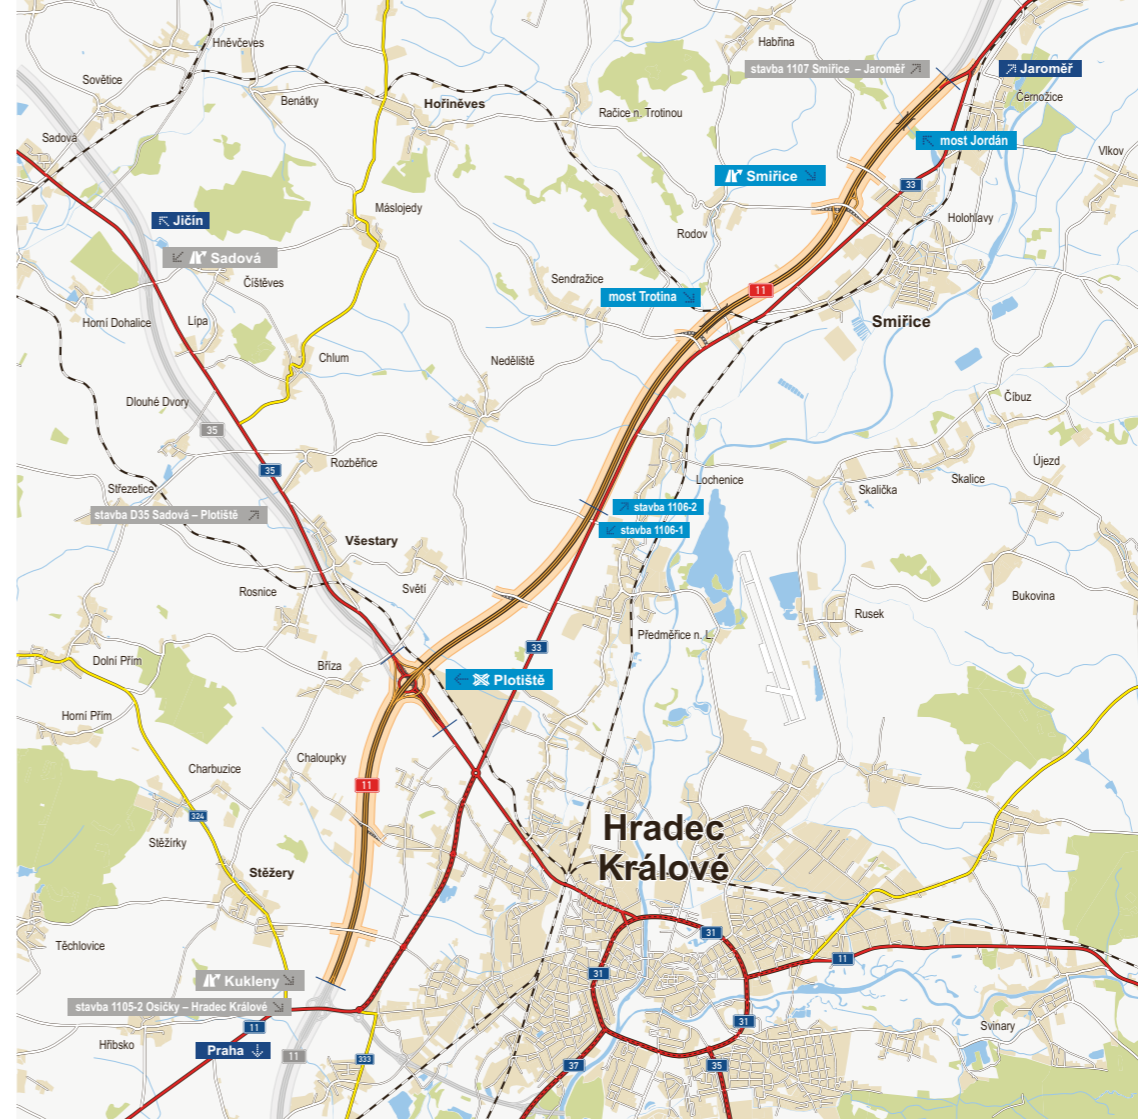 Hněvčeves
Habřina
stavba 1107 Smiřice – Jaroměř
Jaroměř
Sovětice
Benátky
Hořiněves
Černožice
Račice n. Trotinou
Sadová
most Jordán
Vlkov
Smiřice
33
Máslojedy
Jičín
Holohlavy
Rodov
Sadová
Sendražice
Číštěves
11
most Trotina
Horní Dohalice
Lípa
Smiřice
Chlum
Neděliště
Číbuz
Dlouhé Dvory
35
Rozběřice
35
Újezd
Střezetice
Lochenice
Skalice
Skalička
stavba 1106-2
stavba D35 Sadová – Plotiště
stavba 1106-1
Všestary
Světí
Rosnice
Bukovina
Rusek
Předměřice n. L.
33
Dolní Přím
Bříza
Plotiště
Horní Přím
Chaloupky
Charbuzice
11
324
Hradec
Králové
Stěžírky
Stěžery
31
Těchlovice
11
31
Kukleny
stavba 1105-2 Osičky – Hradec Králové
31
11
Svinary
Hřibsko
Praha
11
333
37
35